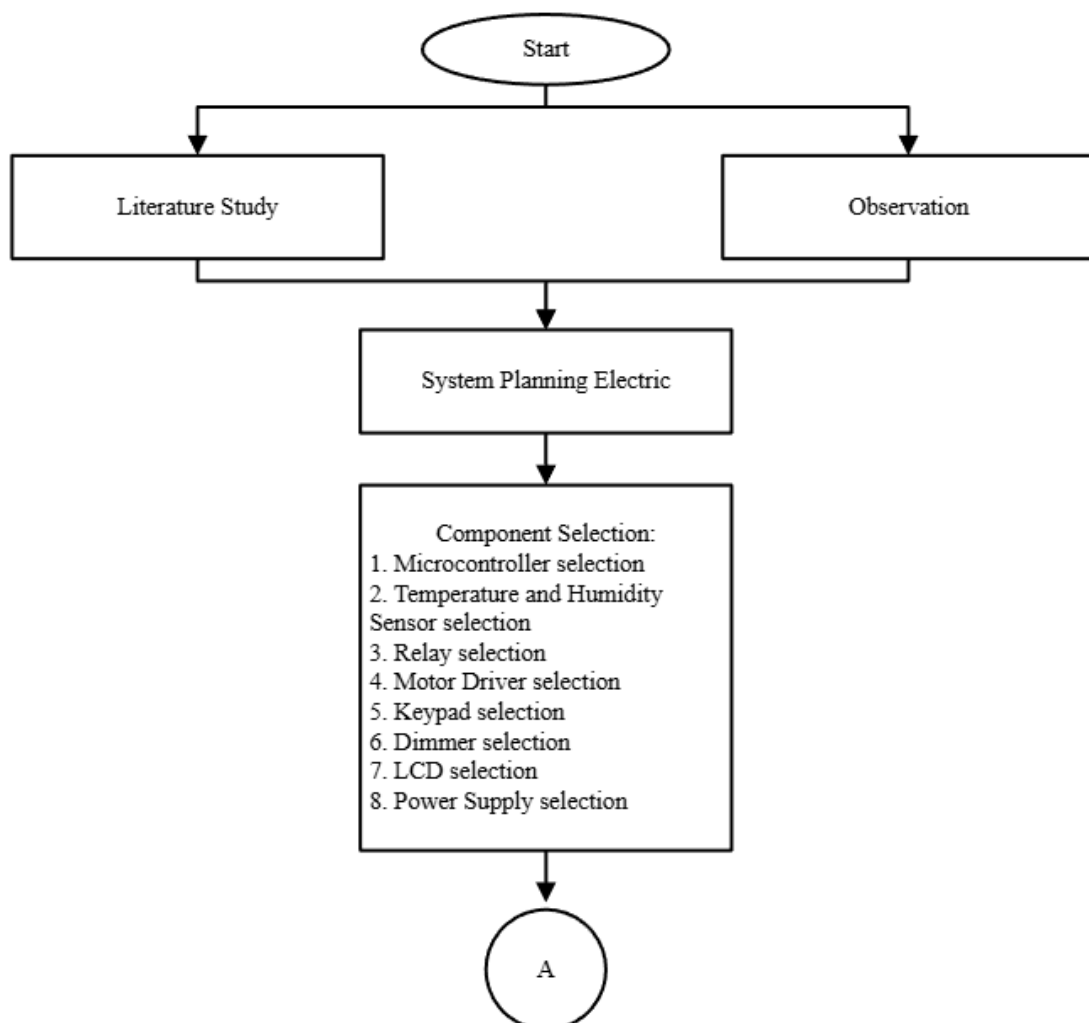 Start
Literature Study
Observation
System Planning Electric
Component Selection:
1. Microcontroller selection
2. Temperature and Humidity
Sensor selection
3. Relay selection
4. Motor Driver selection
5. Keypad selection
6. Dimmer selection
7. LCD selection
8. Power Supply selection
A